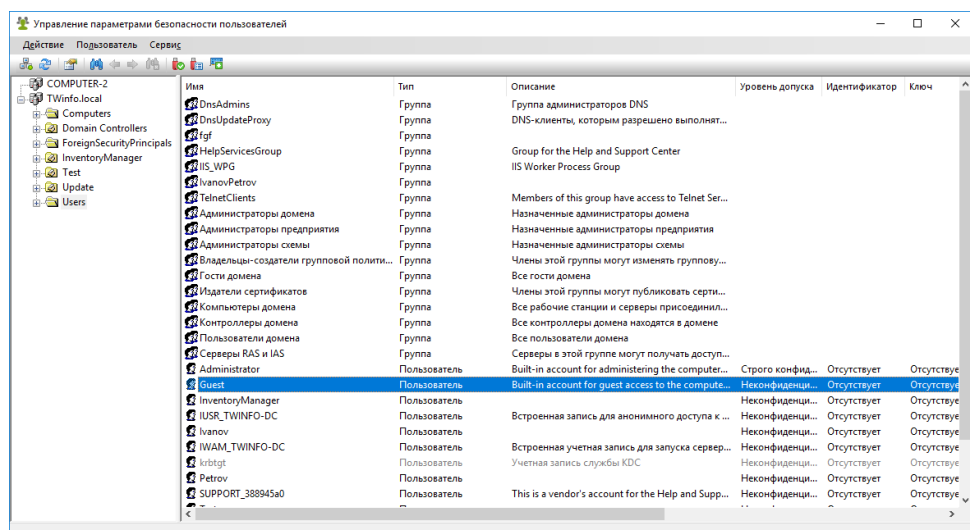 Управление параметрами безопасности пользователей
Действие Пользователь Сервис
COMPUTER-2
TWinfo.local
Computers
Domain Controllers
ForeignSecurityPrincipals
InventoryManager
Test
Update
Users
Имя Тип Описание Уровень допуска Идентификатор Ключ
DnsAdmins Группа Группа администраторов DNS
DnsUpdateProxy Группа DNS-клиенты, которым разрешено выполнят...
fgf Группа
HelpServicesGroup Группа Group for the Help and Support Center
IIS_WPG Группа IIS Worker Process Group
IvanovPetrov Группа
TelnetClients Группа Members of this group have access to Telnet Ser...
Администраторы домена Группа Назначенные администраторы домена
Администраторы предприятия Группа Назначенные администраторы предприятия
Администраторы схемы Группа Назначенные администраторы схемы
Владельцы-создатели групповой полити... Группа Члены этой группы могут изменять группову...
Гости домена Группа Все гости домена
Издатели сертификатов Группа Члены этой группы могут публиковать серти...
Компьютеры домена Группа Все рабочие станции и серверы присоединил...
Контроллеры домена Группа Все контроллеры домена находятся в домене
Пользователи домена Группа Все пользователи домена
Серверы RAS и IAS Группа Серверы в этой группе могут получать доступ...
Administrator Пользователь Built-in account for administering the computer... Строго конфид... Отсутствует Отсутствуе
Guest Пользователь Built-in account for guest access to the compute... Неконфиденци... Отсутствует Отсутствуе
InventoryManager Пользователь Неконфиденци... Отсутствует Отсутствуе
IUSR_TWINFO-DC Пользователь Встроенная запись для анонимного доступа к ... Неконфиденци... Отсутствует Отсутствуе
Ivanov Пользователь Неконфиденци... Отсутствует Отсутствуе
IWAM_TWINFO-DC Пользователь Встроенная учетная запись для запуска сервер... Неконфиденци... Отсутствует Отсутствуе
krbtgt Пользователь Учетная запись службы KDC Неконфиденци... Отсутствует Отсутствуе
Petrov Пользователь Неконфиденци... Отсутствует Отсутствуе
SUPPORT_388945a0 Пользователь This is a vendor's account for the Help and Supp... Неконфиденци... Отсутствует Отсутствуе